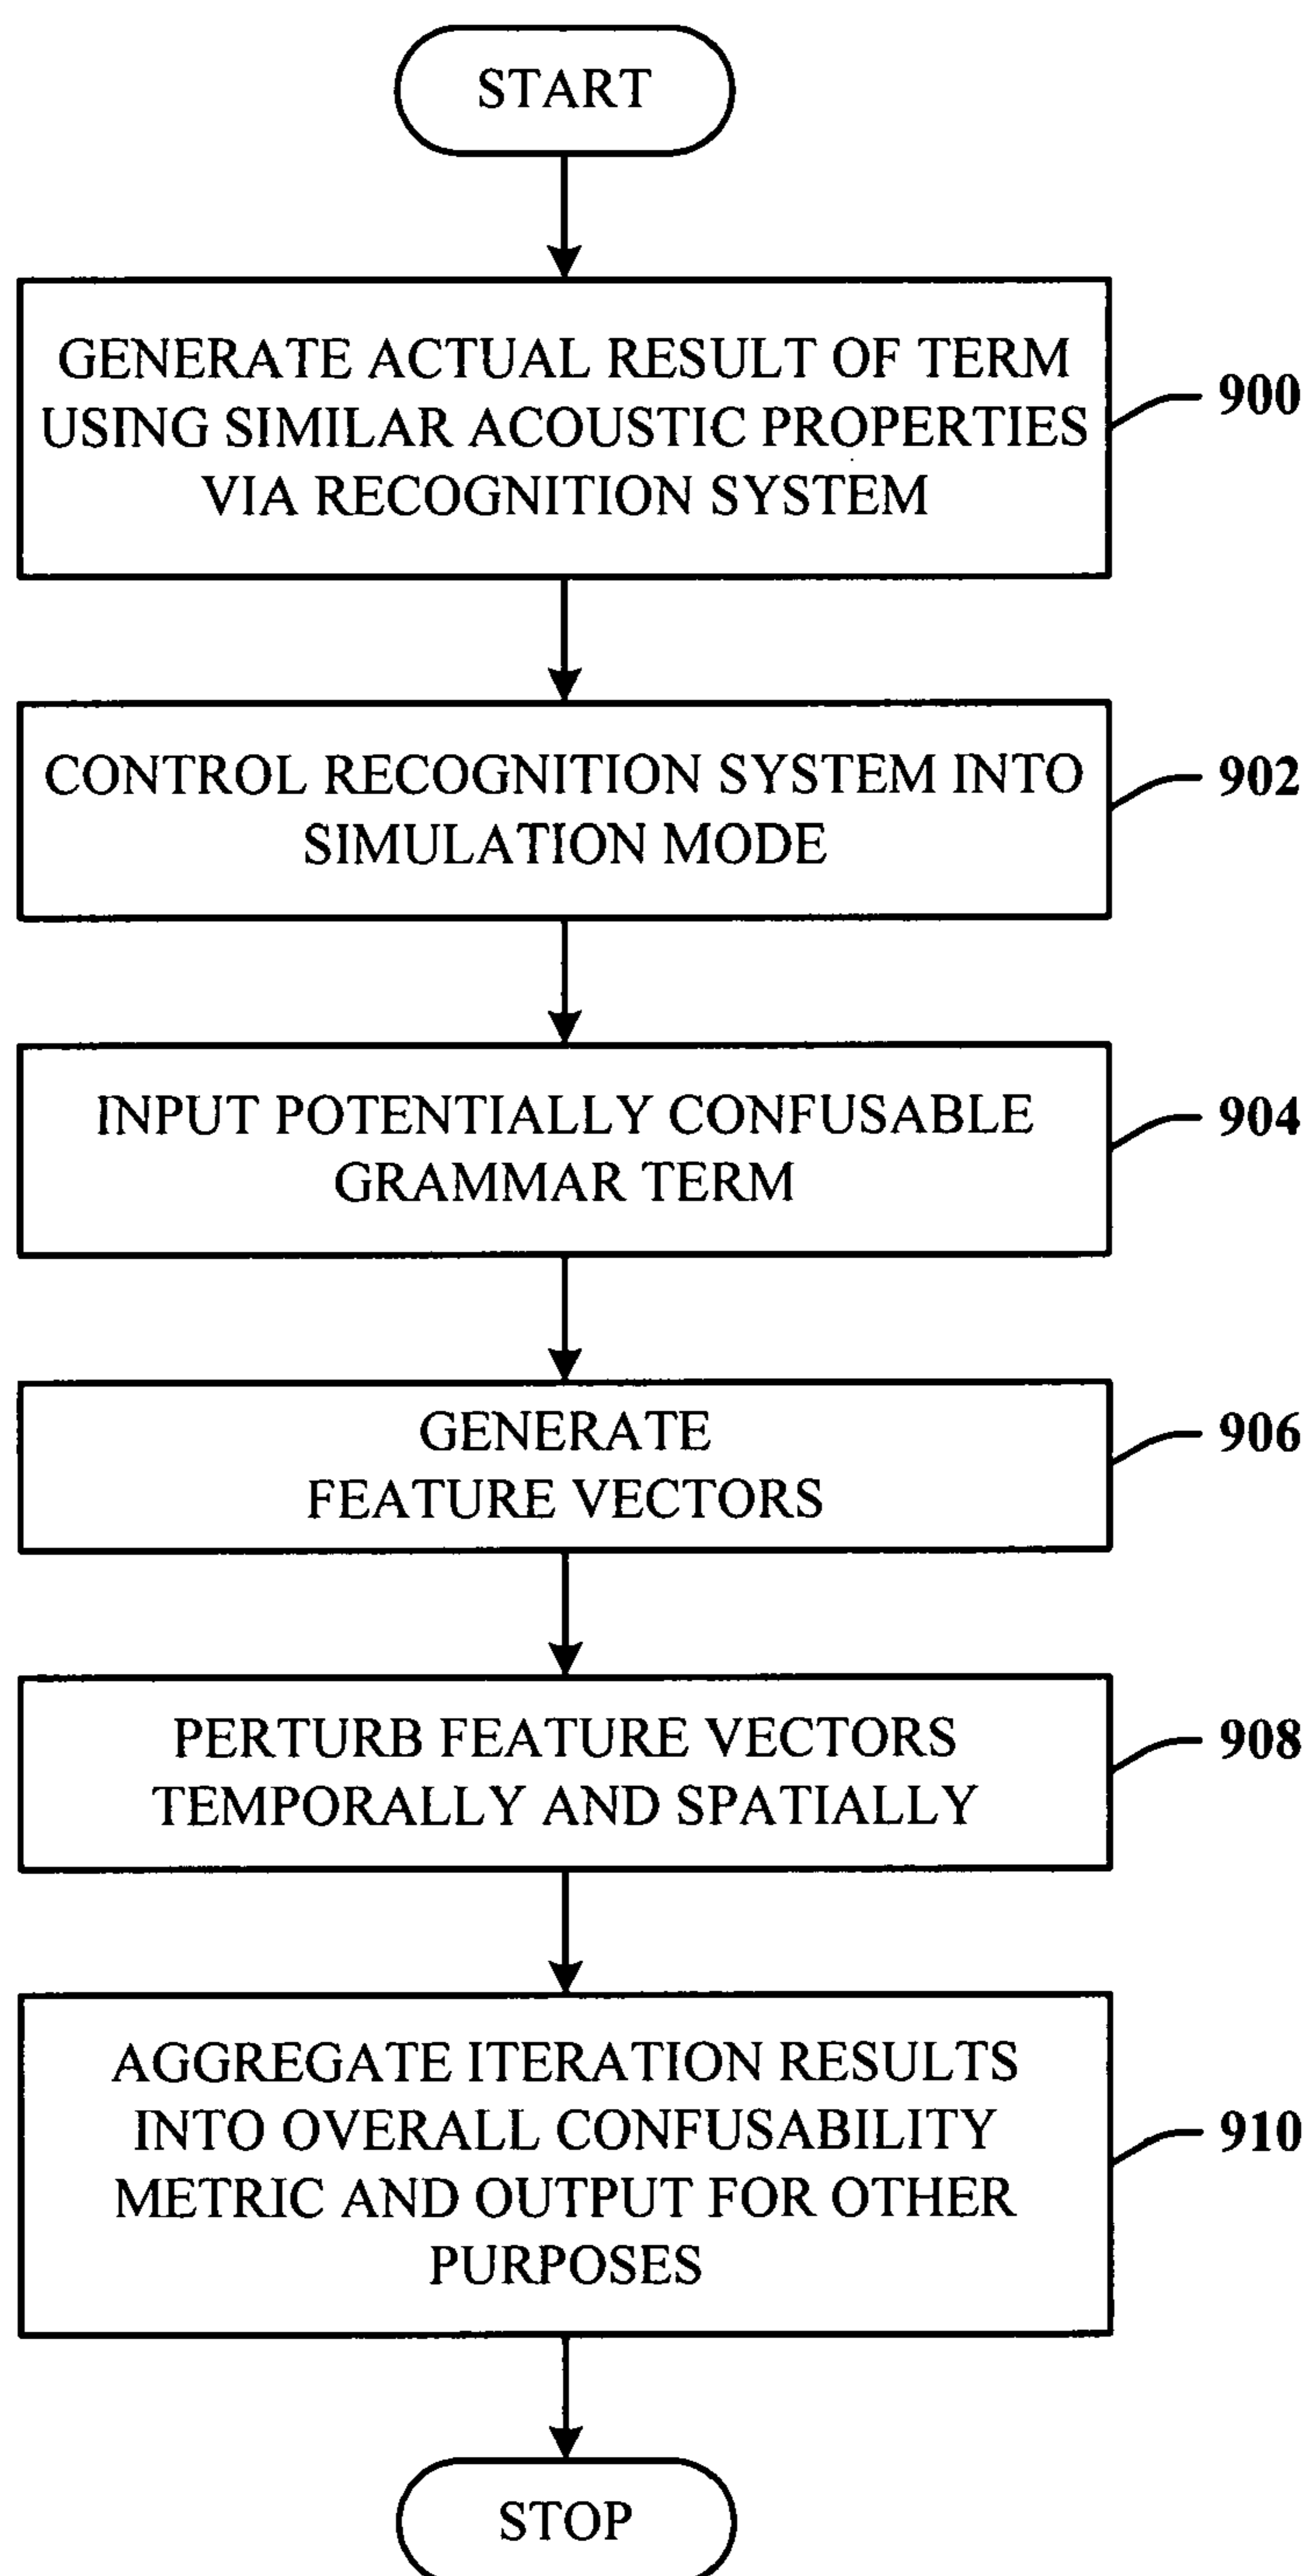 START
GENERATE ACTUAL RESULT OF TERM
USING SIMILAR ACOUSTIC PROPERTIES
VIA RECOGNITION SYSTEM
900
CONTROL RECOGNITION SYSTEM INTO
SIMULATION MODE
902
INPUT POTENTIALLY CONFUSABLE
GRAMMAR TERM
904
GENERATE
FEATURE VECTORS
906
PERTURB FEATURE VECTORS
TEMPORALLY AND SPATIALLY
908
AGGREGATE ITERATION RESULTS
INTO OVERALL CONFUSABILITY
METRIC AND OUTPUT FOR OTHER
PURPOSES
910
STOP